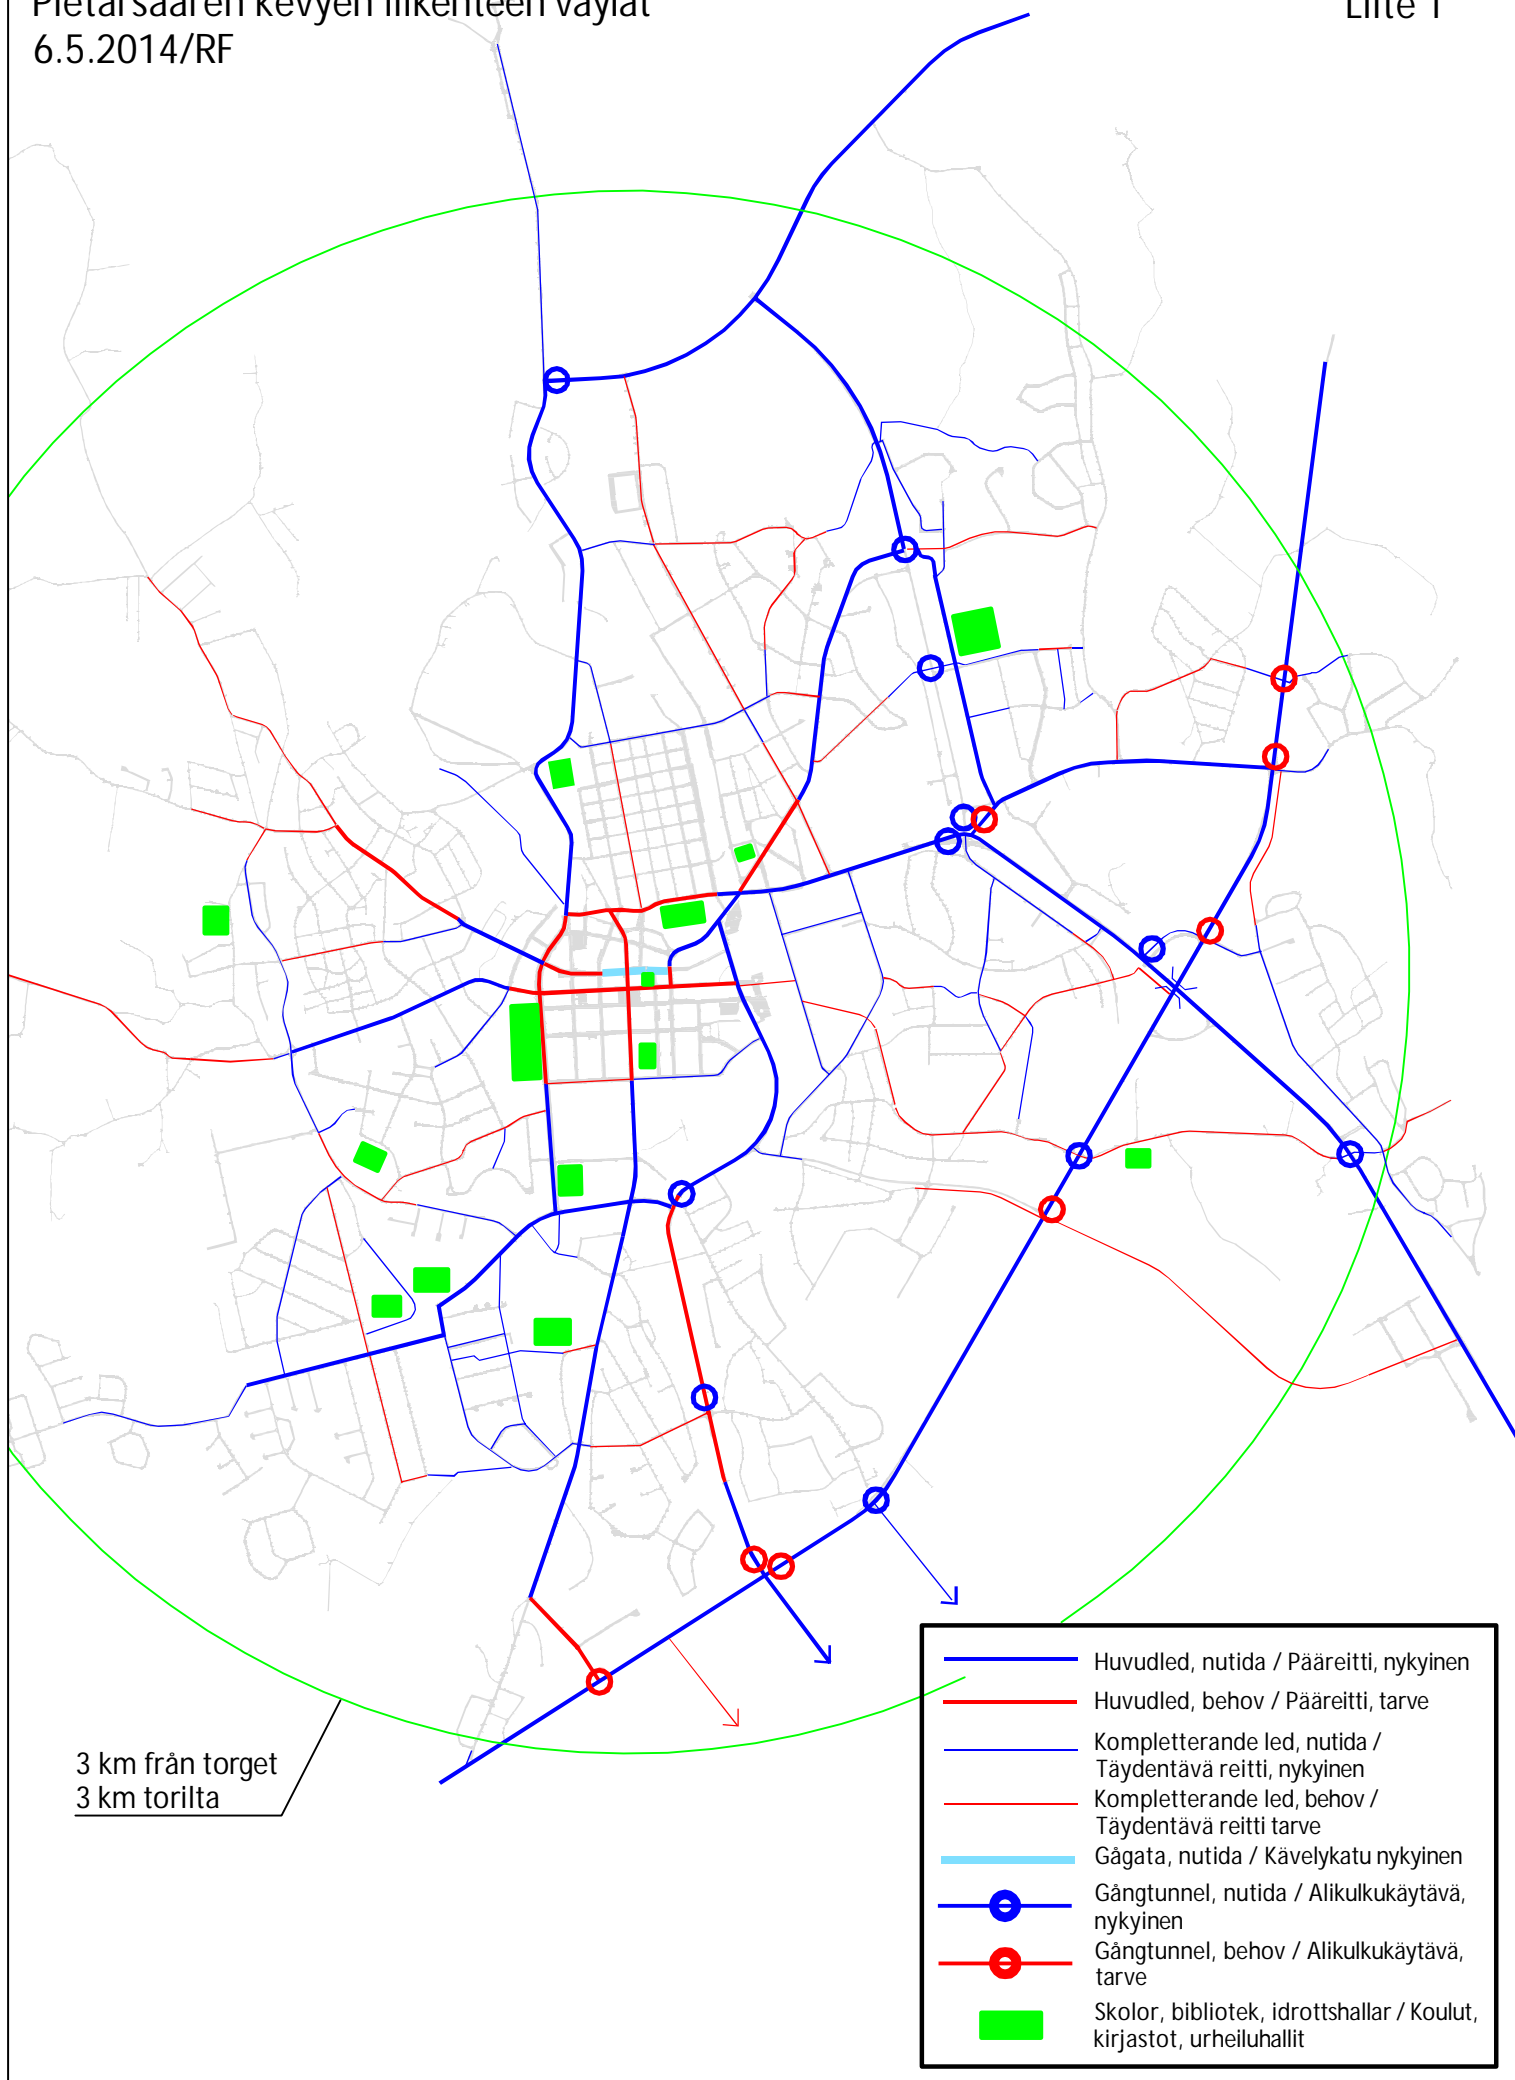 Pietarsaaren kevyen liikenteen väylät
Liite 1
6.5.2014/RF
3 km från torget
3 km torilta
Huvudled, nutida / Pääreitti, nykyinen
Huvudled, behov / Pääreitti, tarve
Kompletterande led, nutida /
Täydentävä reitti, nykyinen
Kompletterande led, behov /
Täydentävä reitti tarve
Gågata, nutida / Kävelykatu nykyinen
Gångtunnel, nutida / Alikulkukäytävä,
nykyinen
Gångtunnel, behov / Alikulkukäytävä,
tarve
Skolor, bibliotek, idrottshallar / Koulut,
kirjastot, urheiluhallit